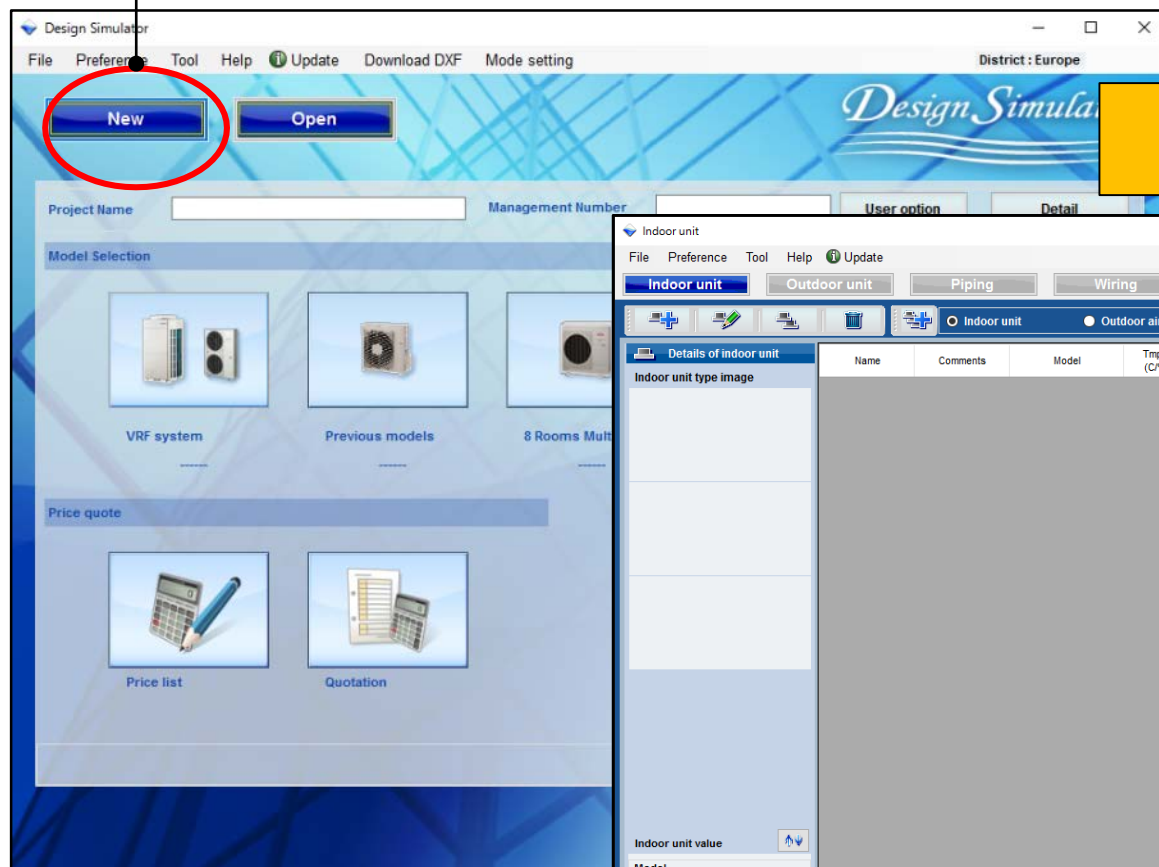 Design Simulator
File Preference Tool Help Update Download DXF Mode setting
District : Europe
New Open
Design Simula
Project Name Management Number User option Detail
Model Selection
VRF system Previous models 8 Rooms Mult
------ ------ ------
Price quote
Price list Quotation
Indoor unit
File Preference Tool Help Update
Indoor unit Outdoor unit Piping Wiring
Indoor unit Outdoor ai
Details of indoor unit
Name Comments Model Tmp
(C/
Indoor unit type image
Indoor unit value
Model